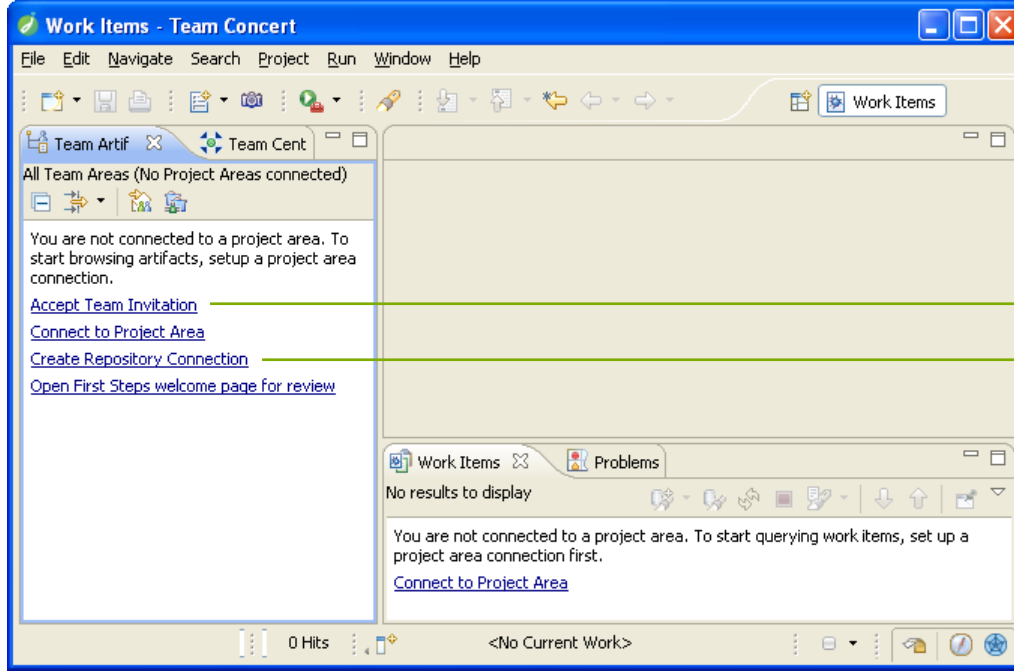 Work Items - Team Concert
File Edit Navigate Search Project Run Window Help
Work Items
Team Artif Team Cent
All Team Areas (No Project Areas connected)
You are not connected to a project area. To
start browsing artifacts, setup a project area
connection.
Accept Team Invitation
Connect to Project Area
Create Repository Connection
Open First Steps welcome page for review
Work Items Problems
No results to display
You are not connected to a project area. To start querying work items, set up a
project area connection first.
Connect to Project Area
0 Hits <No Current Work>